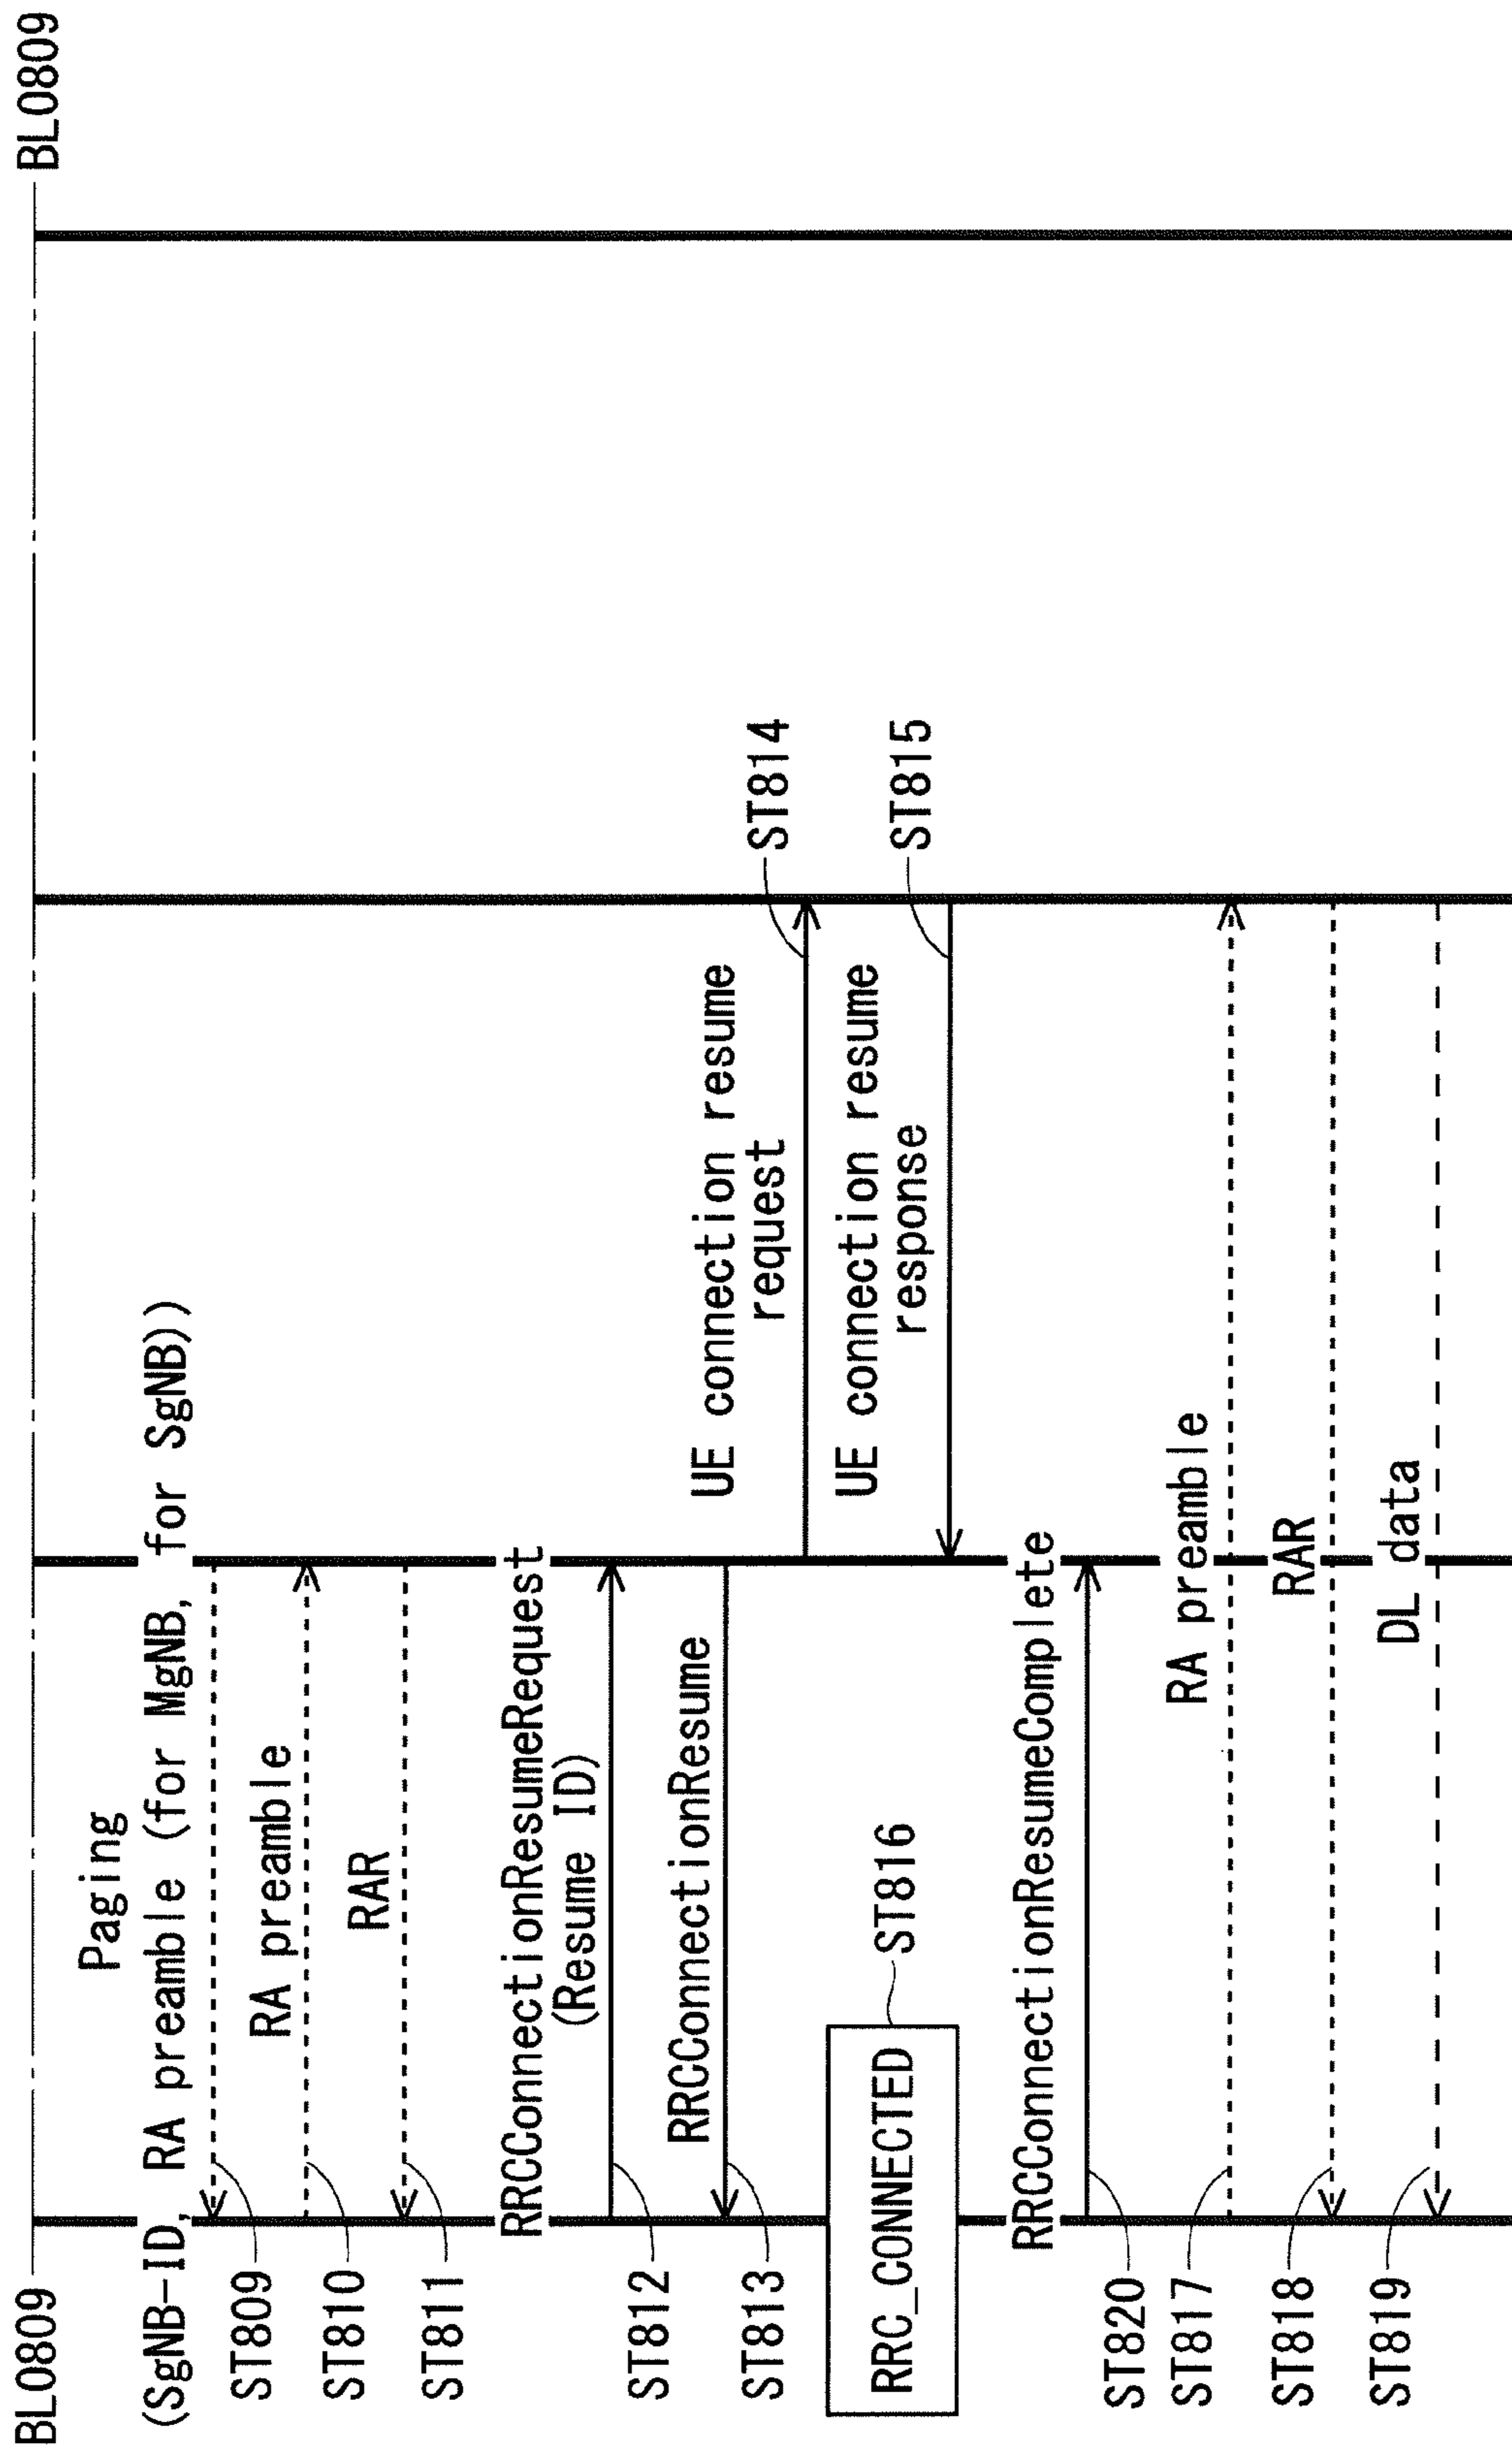 BL0809
BL0809
Paging
(SgNB-ID, RA preamble (for MgNB, for SgNB))
ST809
RA preamble
ST810
RAR
ST811
RRCConnectionResumeRequest
(Resume ID)
ST812
RRCConnectionResume
ST813
UE connection resume
request
ST814
UE connection resume
response
ST815
RRC_CONNECTED
ST816
RRCConnectionResumeComplete
ST820
RA preamble
ST817
RAR
ST818
DL data
ST819